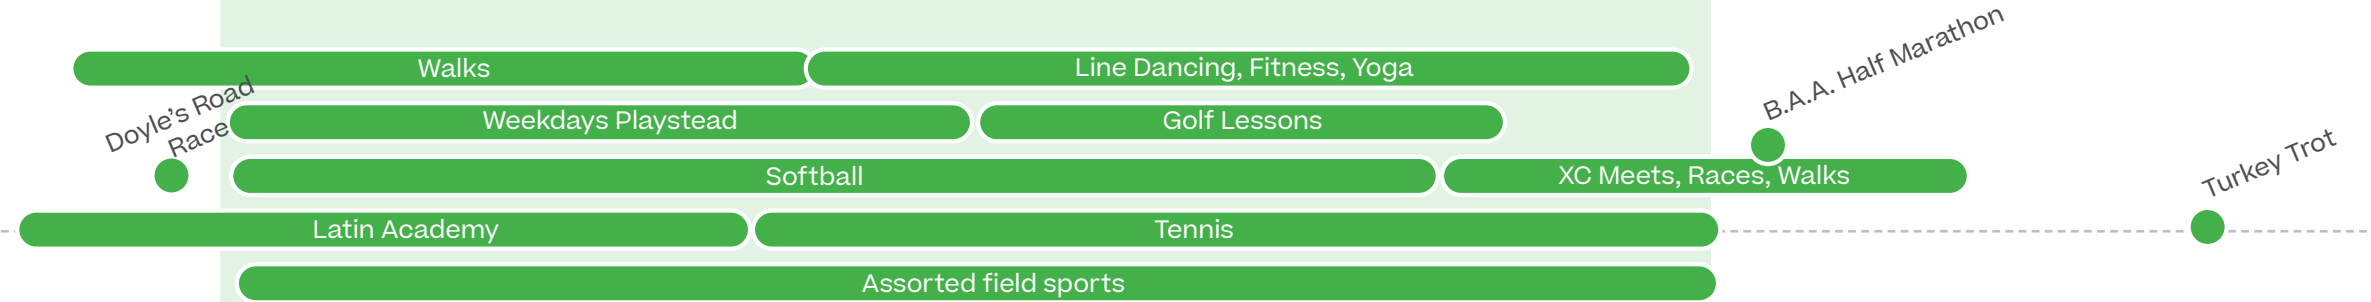 Walks
Line Dancing, Fitness, Yoga
B.A.A. Half Marathon
Doyle's Road
Race
Weekdays Playstead
Golf Lessons
Softball
XC Meets, Races, Walks
Turkey Trot
Latin Academy
Tennis
Assorted field sports